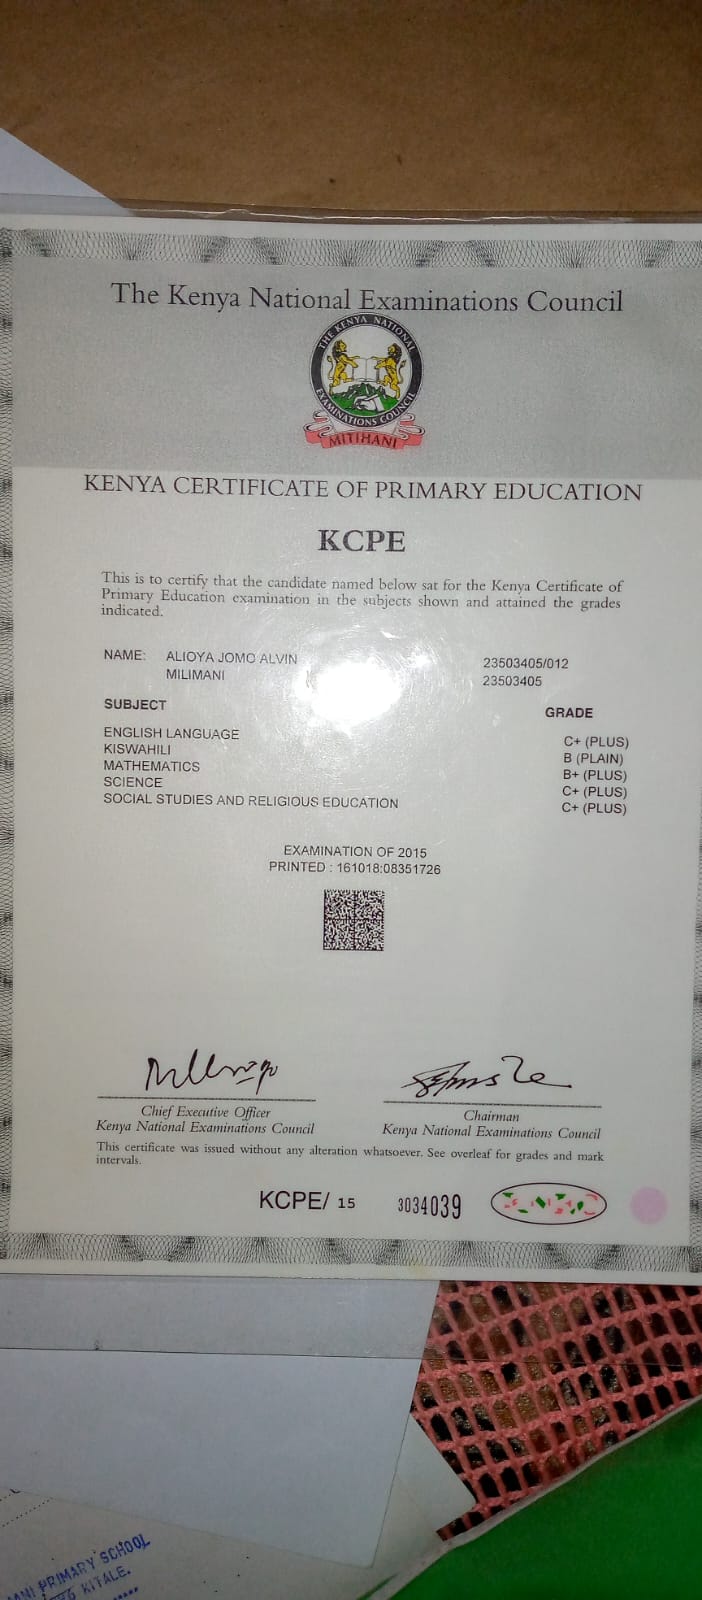 The Kenya National Examinations Council
THE KENYA NATIONAL
EXAMINATIONS COUNCIL
MITIHANI
KENYA CERTIFICATE OF PRIMARY EDUCATION
KCPE
This is to certify that the candidate named below sat for the Kenya Certificate of
Primary Education examination in the subjects shown and attained the grades
indicated.
NAME: ALIOYA JOMO ALVIN 23503405/012
MILIMANI 23503405
SUBJECT GRADE
ENGLISH LANGUAGE C+ (PLUS)
KISWAHILI B (PLAIN)
MATHEMATICS B+ (PLUS)
SCIENCE C+ (PLUS)
SOCIAL STUDIES AND RELIGIOUS EDUCATION C+ (PLUS)
EXAMINATION OF 2015
PRINTED : 161018:08351726
Chief Executive Officer
Kenya National Examinations Council
Chairman
Kenya National Examinations Council
This certificate was issued without any alteration whatsoever. See overleaf for grades and mark
intervals.
KCPE/ 15 3034039
PRIMARY SCHOOL
KITALE.